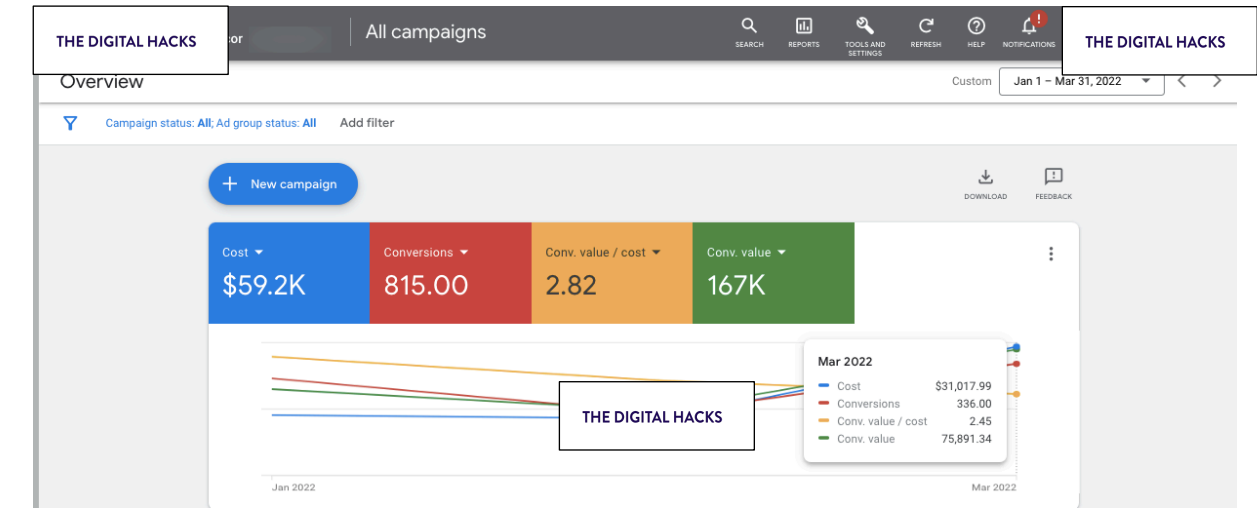 THE DIGITAL HACKS
cor
All campaigns
SEARCH
REPORTS
TOOLS AND
SETTINGS
REFRESH
HELP
!
NOTIFICATIONS
THE DIGITAL HACKS
Overview
Custom
Jan 1 – Mar 31, 2022
Campaign status: All; Ad group status: All
Add filter
+ New campaign
DOWNLOAD
FEEDBACK
Cost
$59.2K
Conversions
815.00
Conv. value / cost
2.82
Conv. value
167K
THE DIGITAL HACKS
Mar 2022
Cost $31,017.99
Conversions 336.00
Conv. value / cost 2.45
Conv. value 75,891.34
Jan 2022
Mar 2022